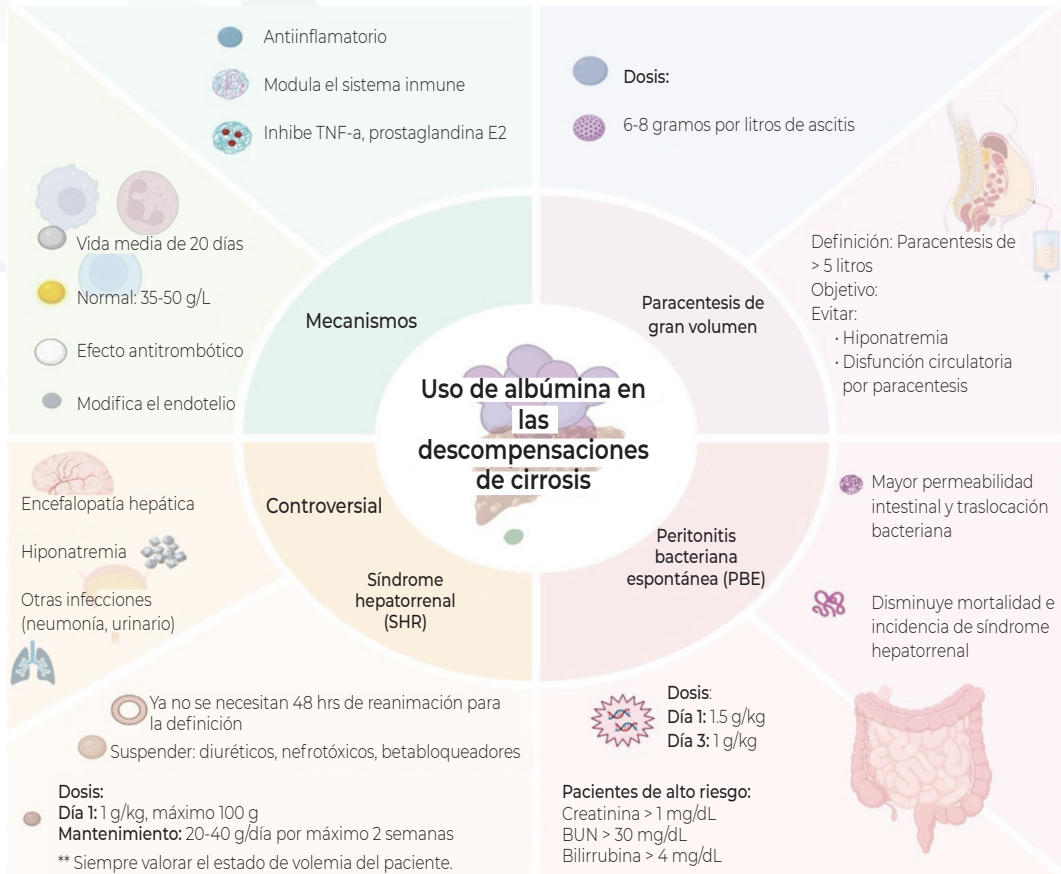 Antiinflamatorio
Modula el sistema inmune
Inhibe TNF-a, prostaglandina E2
Vida media de 20 días
Normal: 35-50 g/L
Efecto antitrombótico
Modifica el endotelio
Mecanismos
Dosis:
6-8 gramos por litros de ascitis
Paracentesis de
gran volumen
Definición: Paracentesis de
> 5 litros
Objetivo:
Evitar:
· Hiponatremia
· Disfunción circulatoria
por paracentesis
Uso de albúmina en
las
descompensaciones
de cirrosis
Controversial
Encefalopatía hepática
Hiponatremia
Otras infecciones
(neumonía, urinario)
Síndrome
hepatorrenal
(SHR)
Ya no se necesitan 48 hrs de reanimación para
la definición
Suspender: diuréticos, nefrotóxicos, betabloqueadores
Dosis:
Día 1: 1 g/kg, máximo 100 g
Mantenimiento: 20-40 g/día por máximo 2 semanas
** Siempre valorar el estado de volemia del paciente.
Peritonitis
bacteriana
espontánea (PBE)
Mayor permeabilidad
intestinal y traslocación
bacteriana
Disminuye mortalidad e
incidencia de síndrome
hepatorrenal
Dosis:
Día 1: 1.5 g/kg
Día 3: 1 g/kg
Pacientes de alto riesgo:
Creatinina > 1 mg/dL
BUN > 30 mg/dL
Bilirrubina > 4 mg/dL